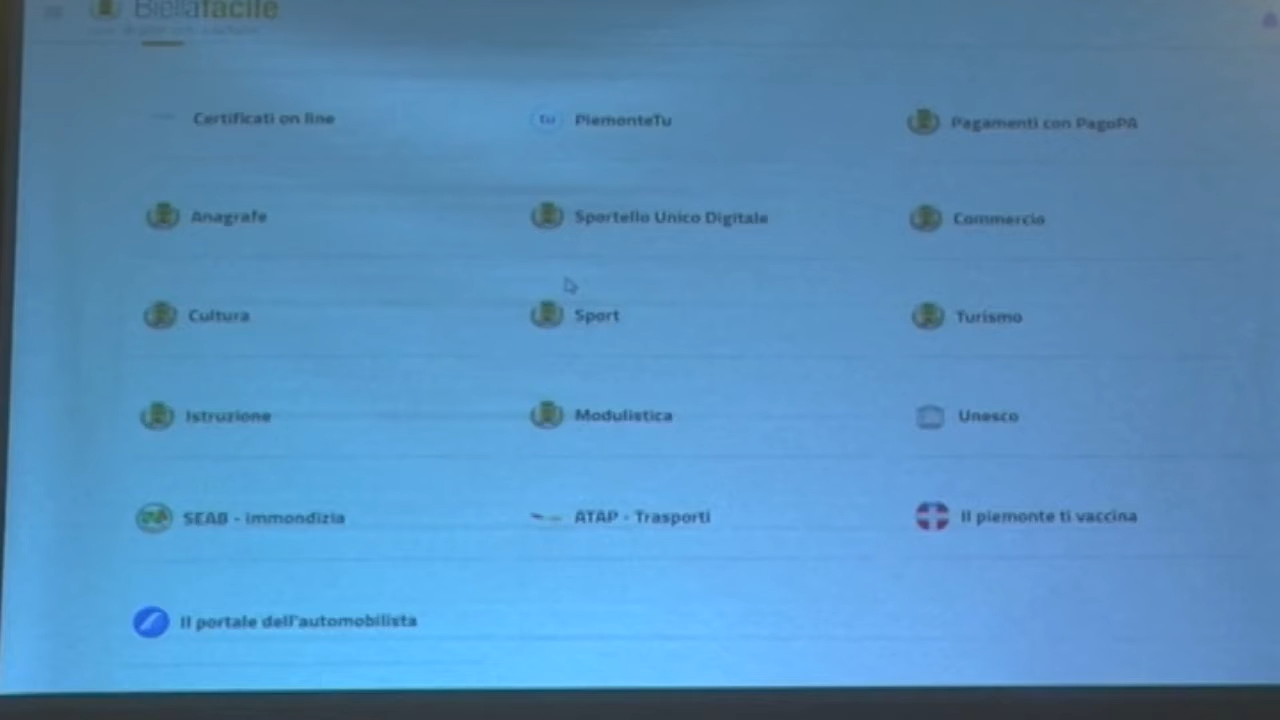 Biellafacile
Certificati on line
Tu PiemonteTu
Pagamenti con PagoPA
Anagrafe
Sportello Unico Digitale
Commercio
Cultura
Sport
Turismo
Istruzione
Modulistica
Unesco
SEAB - immondizia
ATAP - Trasporti
Il piemonte ti vaccina
Il portale dell'automobilista